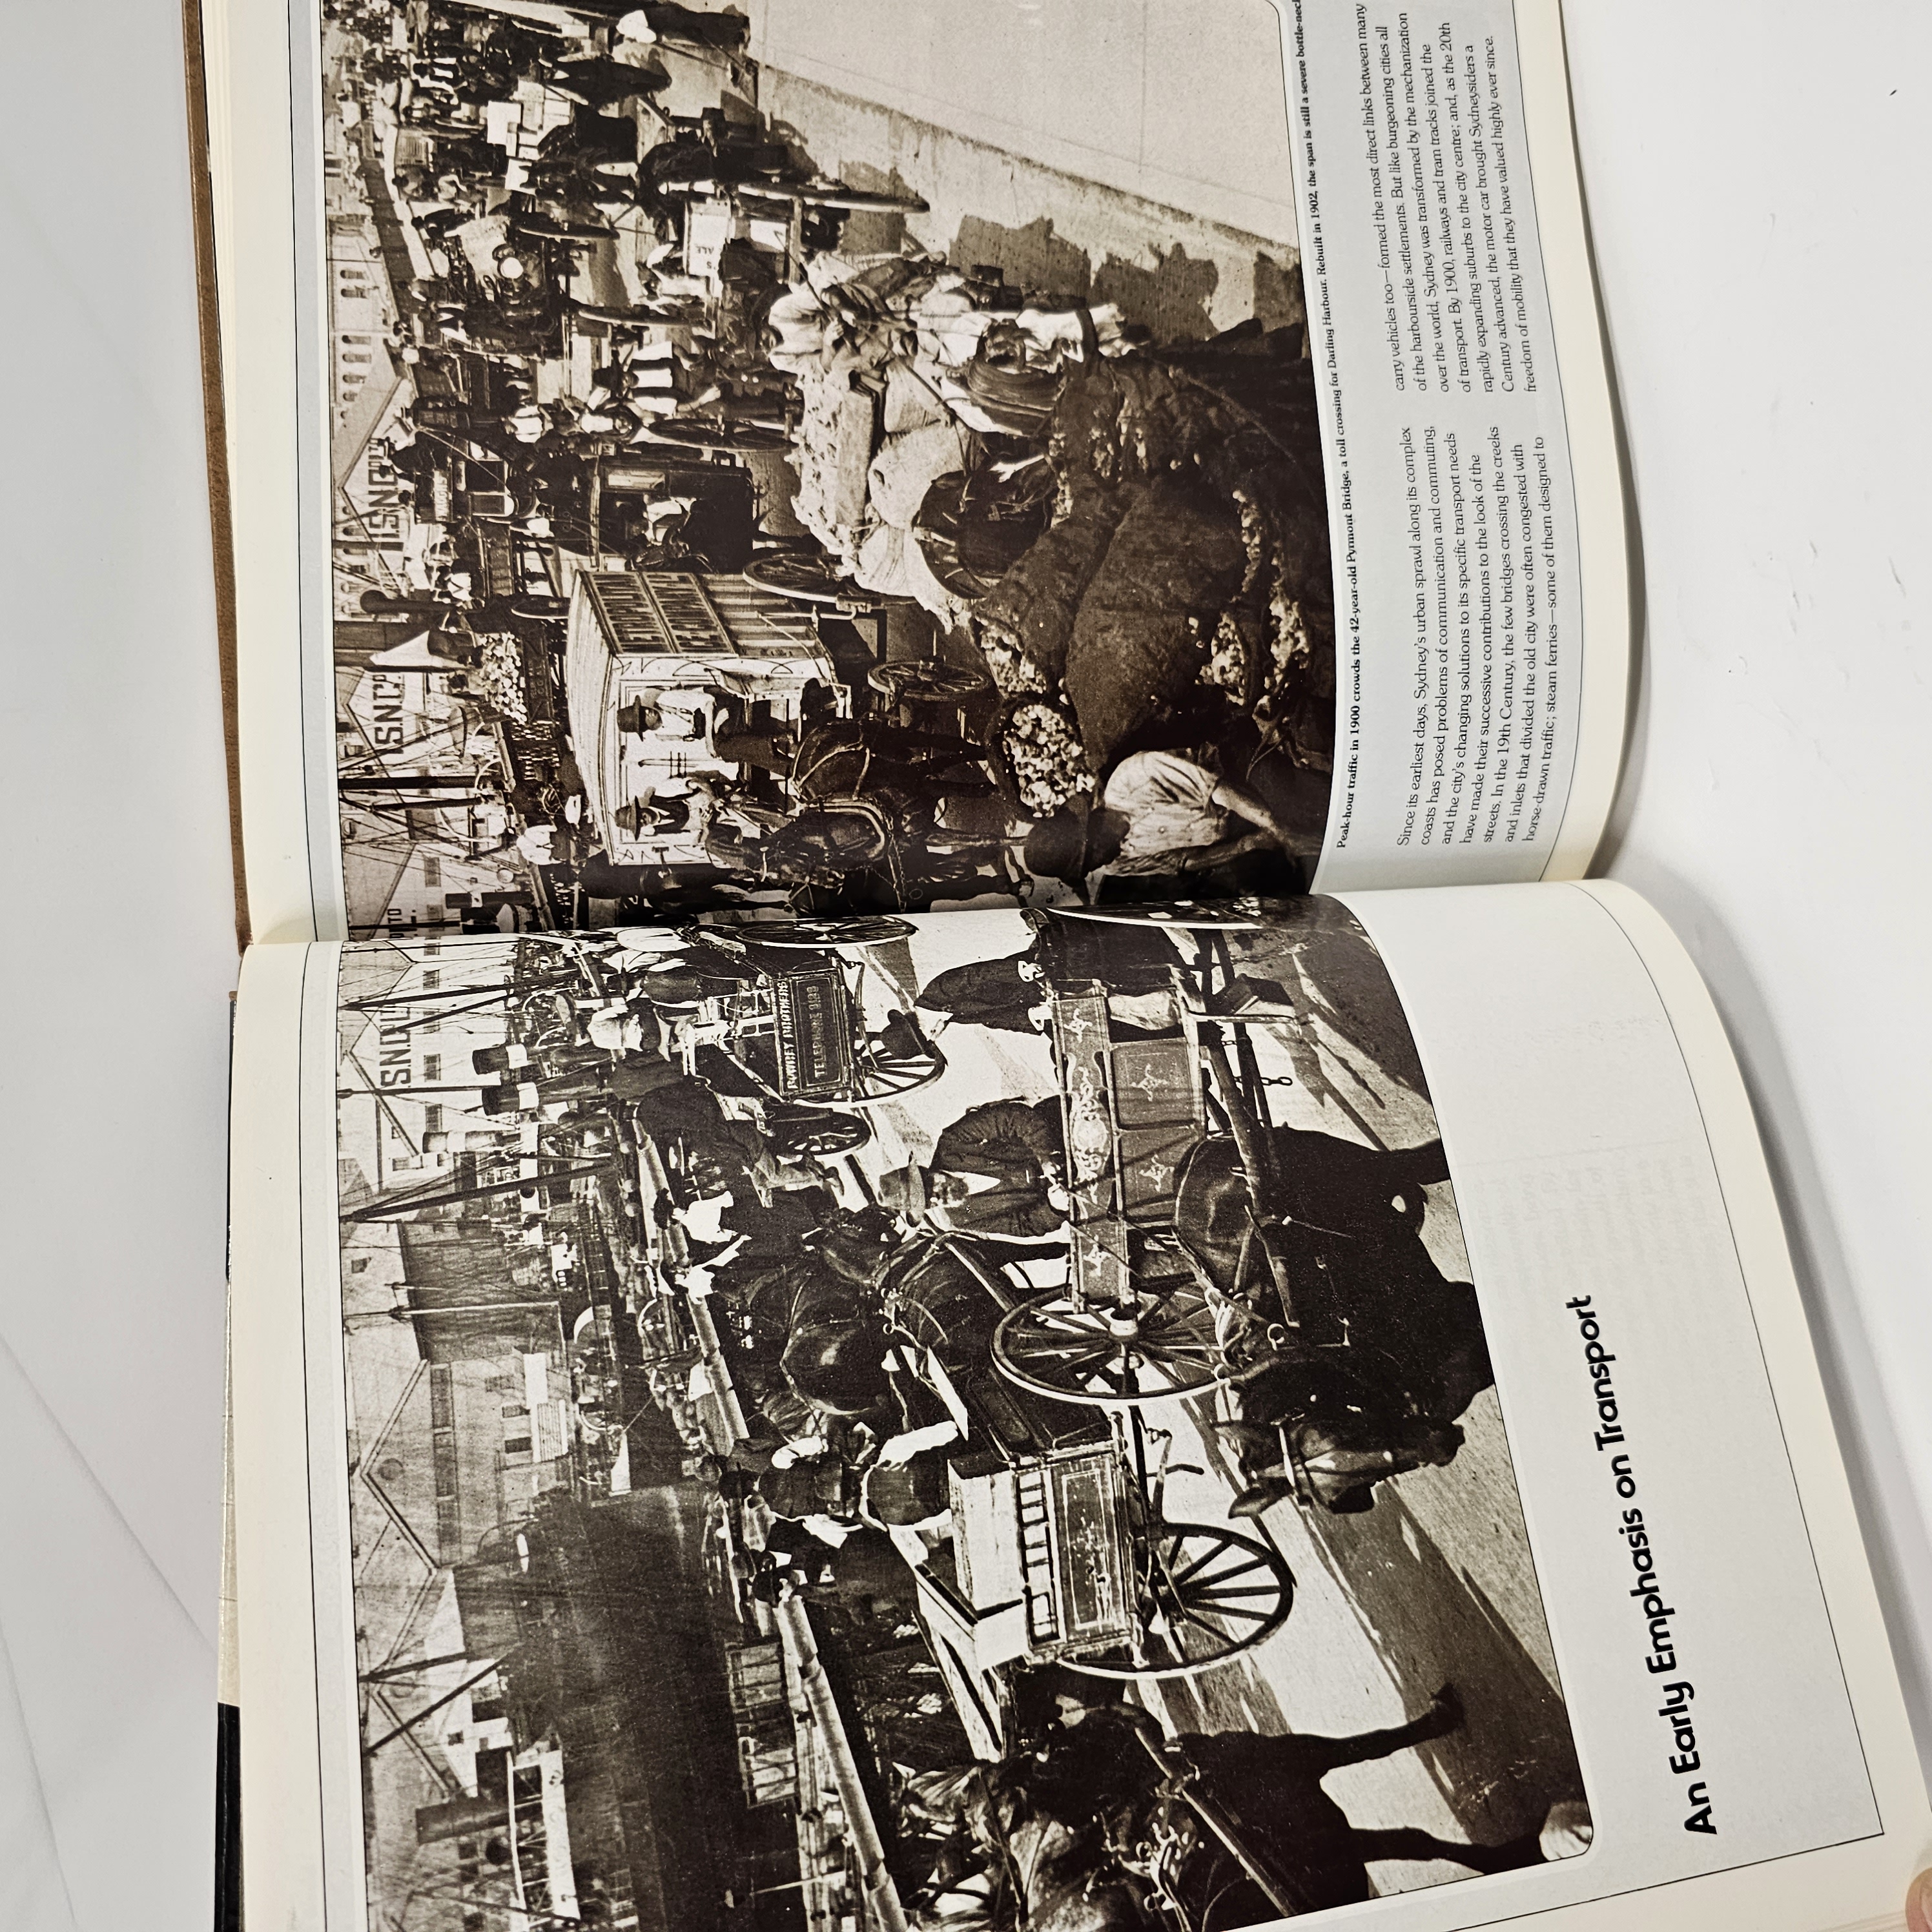 I.S.N.Co LTD
I.S.N.Co
I.S.N.Co LTD
BOWREY BROTHERS
TELEPHONE
METROPOLITAN
ICE COMPANY Ld
An Early Emphasis on Transport
Peak-hour traffic in 1900 crowds the 42-year-old Pyrmont Bridge, a toll crossing for Darling Harbour. Rebuilt in 1902, the span is still a severe bottle-neck
Since its earliest days, Sydney's urban sprawl along its complex
coasts has posed problems of communication and commuting,
and the city's changing solutions to its specific transport needs
have made their successive contributions to the look of the
streets. In the 19th Century, the few bridges crossing the creeks
and inlets that divided the old city were often congested with
horse-drawn traffic; steam ferries—some of them designed to
carry vehicles too—formed the most direct links between many
of the harbourside settlements. But like burgeoning cities all
over the world, Sydney was transformed by the mechanization
of transport. By 1900, railways and tram tracks joined the
rapidly expanding suburbs to the city centre; and, as the 20th
Century advanced, the motor car brought Sydneysiders a
freedom of mobility that they have valued highly ever since.